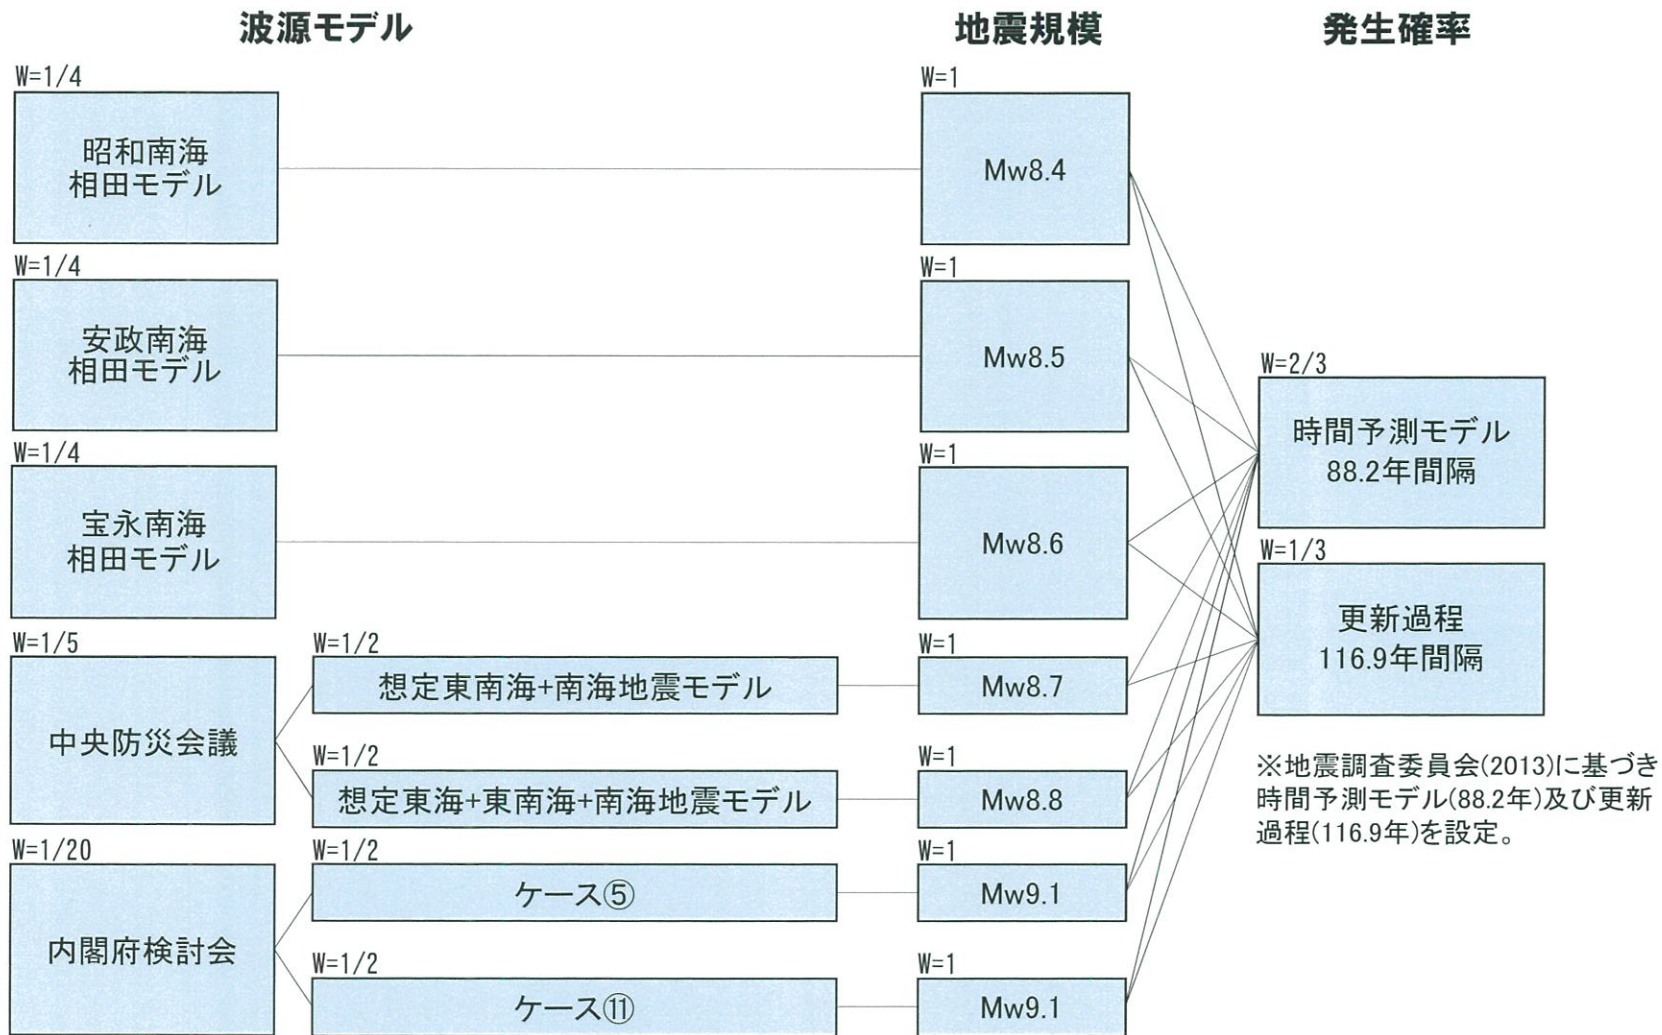 波源モデル
地震規模
発生確率
W=1/4
昭和南海
相田モデル
W=1
Mw8.4
W=1/4
安政南海
相田モデル
W=1
Mw8.5
W=1/4
宝永南海
相田モデル
W=1
Mw8.6
W=1/5
中央防災会議
W=1/2
想定東南海+南海地震モデル
W=1
Mw8.7
W=1/2
想定東海+東南海+南海地震モデル
W=1
Mw8.8
W=1/20
内閣府検討会
W=1/2
ケース⑤
W=1
Mw9.1
W=1/2
ケース⑪
W=1
Mw9.1
W=2/3
時間予測モデル
88.2年間隔
W=1/3
更新過程
116.9年間隔
※地震調査委員会(2013)に基づき
時間予測モデル(88.2年)及び更新
過程(116.9年)を設定。